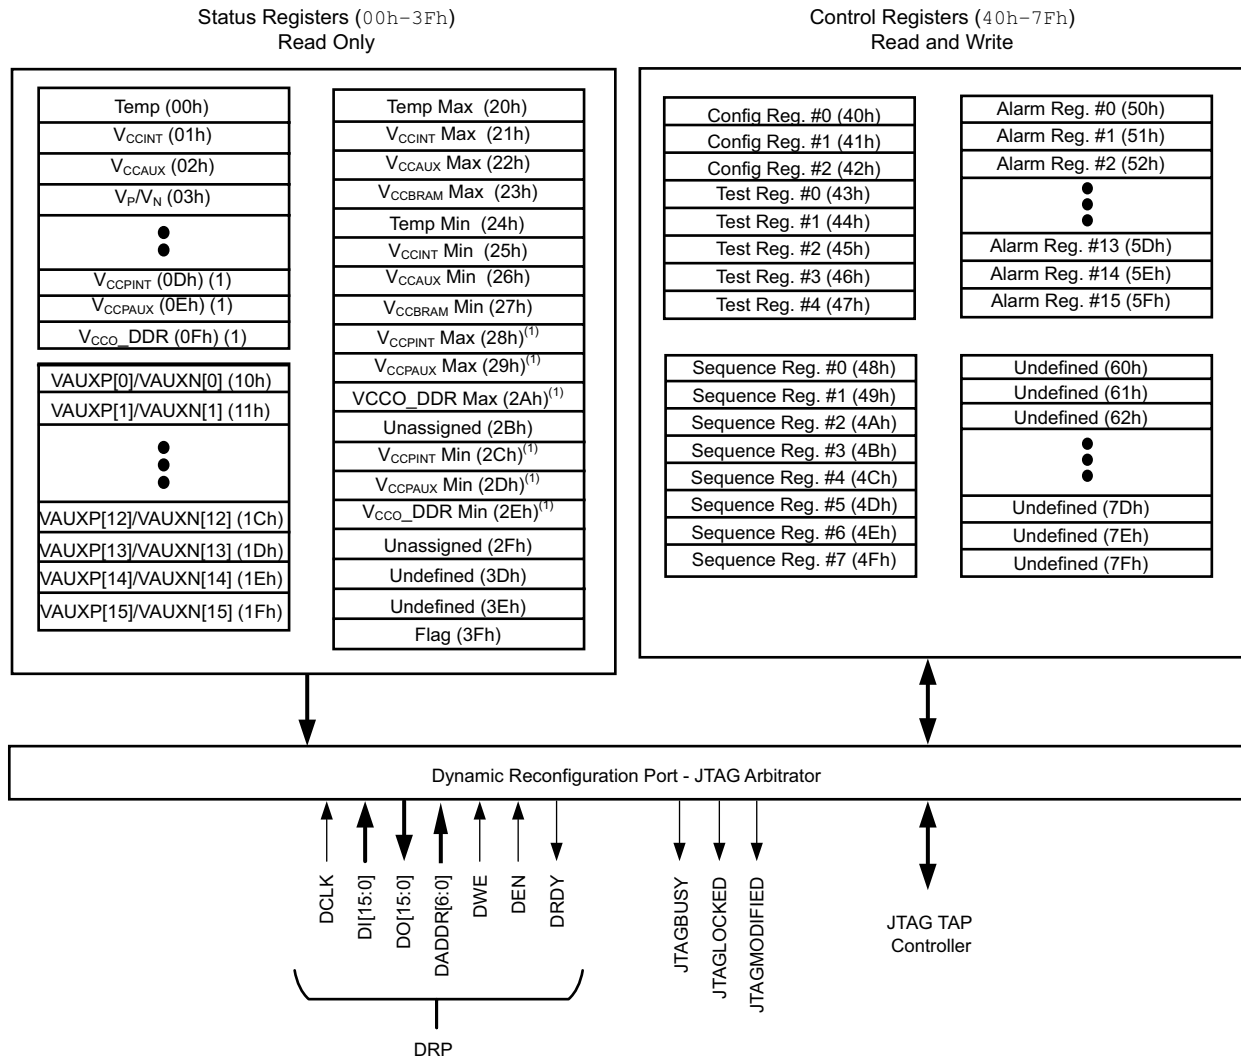 Status Registers (00h–3Fh)
Read Only
Control Registers (40h–7Fh)
Read and Write
Temp (00h)
VCCINT (01h)
VCCAUX (02h)
VP/VN (03h)
VCCPINT (0Dh) (1)
VCCPAUX (0Eh) (1)
VCCO_DDR (0Fh) (1)
VAUXP[0]/VAUXN[0] (10h)
VAUXP[1]/VAUXN[1] (11h)
VAUXP[12]/VAUXN[12] (1Ch)
VAUXP[13]/VAUXN[13] (1Dh)
VAUXP[14]/VAUXN[14] (1Eh)
VAUXP[15]/VAUXN[15] (1Fh)
Temp Max (20h)
VCCINT Max (21h)
VCCAUX Max (22h)
VCCBRAM Max (23h)
Temp Min (24h)
VCCINT Min (25h)
VCCAUX Min (26h)
VCCBRAM Min (27h)
VCCPINT Max (28h)(1)
VCCPAUX Max (29h)(1)
VCCO_DDR Max (2Ah)(1)
Unassigned (2Bh)
VCCPINT Min (2Ch)(1)
VCCPAUX Min (2Dh)(1)
VCCO_DDR Min (2Eh)(1)
Unassigned (2Fh)
Undefined (3Dh)
Undefined (3Eh)
Flag (3Fh)
Config Reg. #0 (40h)
Config Reg. #1 (41h)
Config Reg. #2 (42h)
Test Reg. #0 (43h)
Test Reg. #1 (44h)
Test Reg. #2 (45h)
Test Reg. #3 (46h)
Test Reg. #4 (47h)
Sequence Reg. #0 (48h)
Sequence Reg. #1 (49h)
Sequence Reg. #2 (4Ah)
Sequence Reg. #3 (4Bh)
Sequence Reg. #4 (4Ch)
Sequence Reg. #5 (4Dh)
Sequence Reg. #6 (4Eh)
Sequence Reg. #7 (4Fh)
Alarm Reg. #0 (50h)
Alarm Reg. #1 (51h)
Alarm Reg. #2 (52h)
Alarm Reg. #13 (5Dh)
Alarm Reg. #14 (5Eh)
Alarm Reg. #15 (5Fh)
Undefined (60h)
Undefined (61h)
Undefined (62h)
Undefined (7Dh)
Undefined (7Eh)
Undefined (7Fh)
Dynamic Reconfiguration Port - JTAG Arbitrator
DCLK
DI[15:0]
DO[15:0]
DADDR[6:0]
DWE
DEN
DRDY
JTAGBUSY
JTAGLOCKED
JTAGMODIFIED
JTAG TAP
Controller
DRP